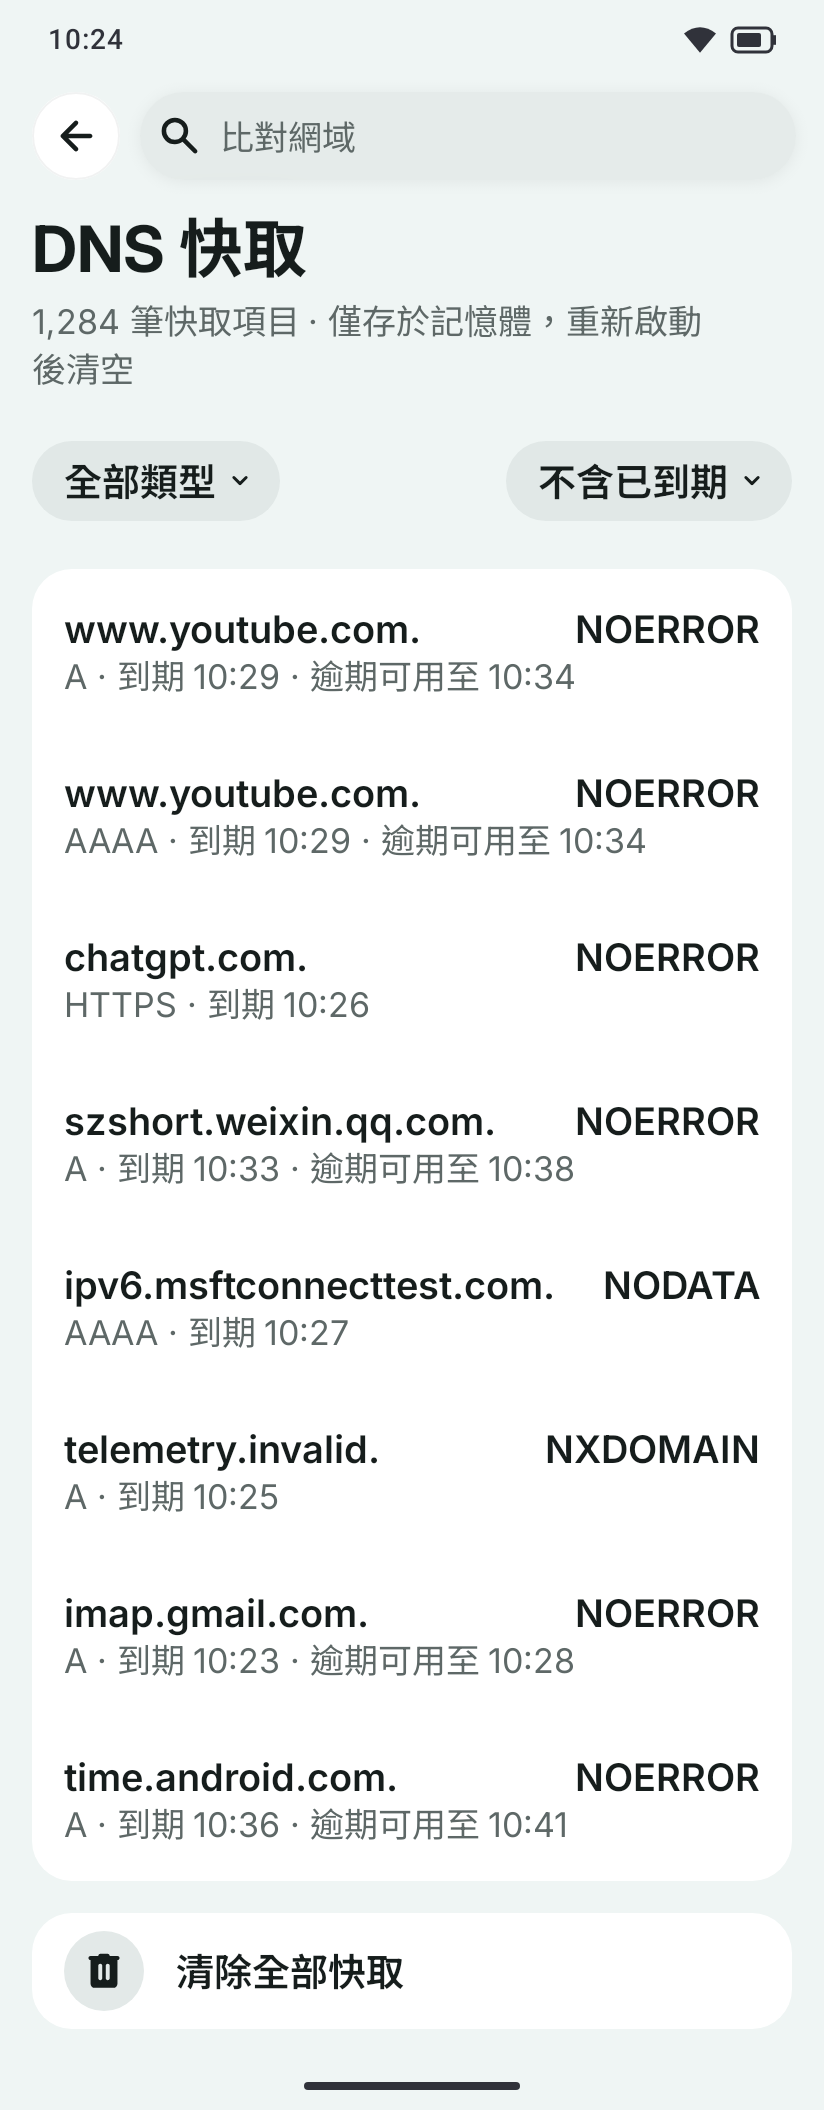 10:24
比對網域
DNS 快取
1,284 筆快取項目 · 僅存於記憶體，重新啟動
後清空
全部類型
不含已到期
www.youtube.com. NOERROR
A · 到期 10:29 · 逾期可用至 10:34
www.youtube.com. NOERROR
AAAA · 到期 10:29 · 逾期可用至 10:34
chatgpt.com. NOERROR
HTTPS · 到期 10:26
szshort.weixin.qq.com. NOERROR
A · 到期 10:33 · 逾期可用至 10:38
ipv6.msftconnecttest.com. NODATA
AAAA · 到期 10:27
telemetry.invalid. NXDOMAIN
A · 到期 10:25
imap.gmail.com. NOERROR
A · 到期 10:23 · 逾期可用至 10:28
time.android.com. NOERROR
A · 到期 10:36 · 逾期可用至 10:41
清除全部快取